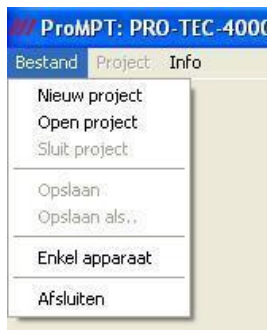 ProMPT: PRO-TEC-4000
Bestand Project Info
Nieuw project
Open project
Sluit project
Opslaan
Opslaan als..
Enkel apparaat
Afsluiten